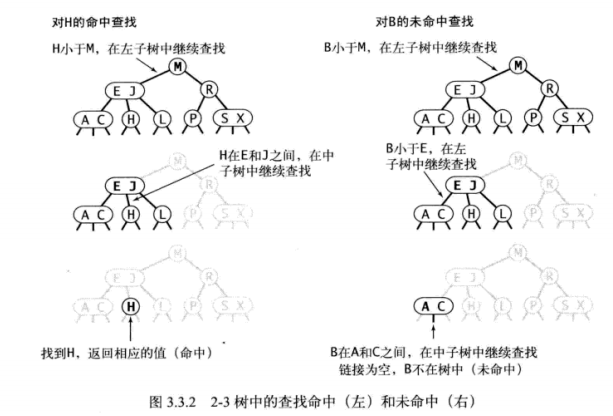 对H的命中查找
H小于M，在左子树中继续查找
M
E J
R
A C
H
L
P
S X
H在E和J之间，在中
子树中继续查找
M
E J
R
A C
H
L
P
S X
M
E J
R
A C
H
L
P
S X
找到H，返回相应的值（命中）
对B的未命中查找
B小于M，在左子树中继续查找
M
E J
R
A C
H
L
P
S X
B小于E，在左
子树中继续查找
M
E J
R
A C
H
L
P
S X
M
E J
R
A C
H
L
P
S X
B在A和C之间，在中子树中继续查找
链接为空，B不在树中（未命中）
图 3.3.2 2-3 树中的查找命中（左）和未命中（右）